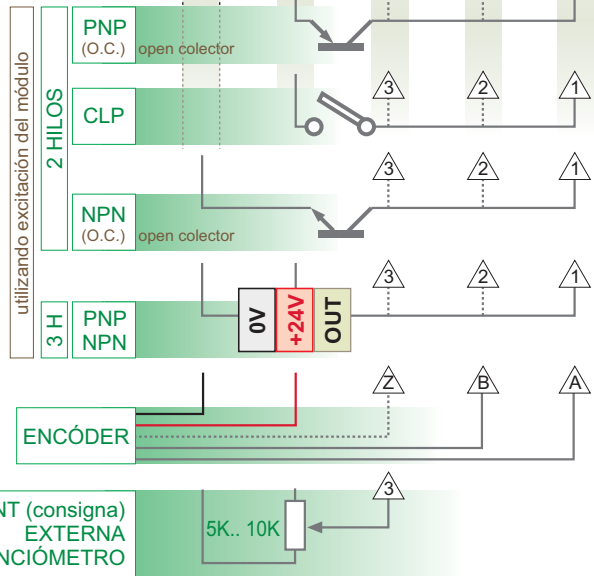 utilizando excitación del módulo
2 HILOS
PNP
(O.C.) open colector
CLP
3 2 1
NPN
(O.C.) open colector
3 2 1
3 H
PNP
NPN
0V +24V OUT
3 2 1
ENCÓDER
Z B A
NT (consigna)
EXTERNA
NCIÓMETRO
5K.. 10K
3